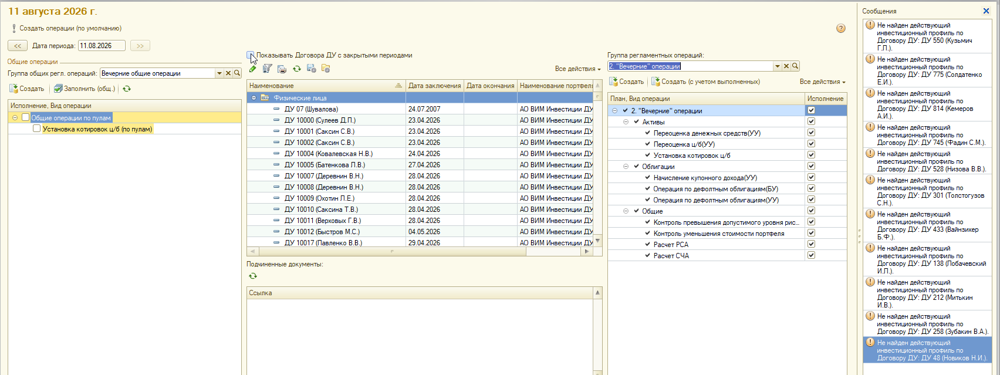 11 августа 2026 г.
Создать операции (по умолчанию)
<< Дата периода: 11.08.2026 >>
Общие операции
Группа общих регл. операций: Вечерние общие операции
Создать Заполнить (общ.)
Исполнение, Вид операции
Общие операции по пулам
Установка котировок ц/б (по пулам)
Показывать Договора ДУ с закрытыми периодами
Все действия
Наименование Дата заключения Дата окончания Наименование портфеля
Физические лица
ДУ 07 (Шувалова) 24.07.2007 АО ВИМ Инвестиции ДУ
ДУ 10000 (Сулеев Д.П.) 23.04.2026 АО ВИМ Инвестиции ДУ
ДУ 10001 (Саксин С.В.) 23.04.2026 АО ВИМ Инвестиции ДУ
ДУ 10002 (Саксин С.В.) 23.04.2026 АО ВИМ Инвестиции ДУ
ДУ 10004 (Ковалевская Н.В.) 24.04.2026 АО ВИМ Инвестиции ДУ
ДУ 10005 (Батенкова Л.В.) 27.04.2026 АО ВИМ Инвестиции ДУ
ДУ 10007 (Деревнин В.Н.) 28.04.2026 АО ВИМ Инвестиции ДУ
ДУ 10008 (Деревнин В.Н.) 28.04.2026 АО ВИМ Инвестиции ДУ
ДУ 10009 (Охотин Л.Е.) 28.04.2026 АО ВИМ Инвестиции ДУ
ДУ 10010 (Саксина Т.В.) 28.04.2026 АО ВИМ Инвестиции ДУ
ДУ 10011 (Верховых Г.В.) 28.04.2026 АО ВИМ Инвестиции ДУ
ДУ 10012 (Быстров М.С.) 04.05.2026 АО ВИМ Инвестиции ДУ
ДУ 10017 (Павленко В.В.) 29.04.2026 АО ВИМ Инвестиции ДУ
Подчиненные документы:
Ссылка
Группа регламентных операций:
2. "Вечерние" операции
Создать Создать (с учетом выполненных) Все действия
План, Вид операции Исполнение
2. "Вечерние" операции
Активы
Переоценка денежных средств(УУ)
Переоценка ц/б(УУ)
Установка котировок ц/б
Облигации
Начисление купонного дохода(УУ)
Операция по дефолтным облигациям(БУ)
Операция по дефолтным облигациям(УУ)
Общие
Контроль превышения допустимого уровня рис...
Контроль уменьшения стоимости портфеля
Расчет РСА
Расчет СЧА
Сообщения
Не найден действующий
инвестиционный профиль по
Договору ДУ: ДУ 550 (Кузьмич
Г.П.).
Не найден действующий
инвестиционный профиль по
Договору ДУ: ДУ 775 (Солдатенко
Е.И.).
Не найден действующий
инвестиционный профиль по
Договору ДУ: ДУ 814 (Кемеров
А.И.).
Не найден действующий
инвестиционный профиль по
Договору ДУ: ДУ 745 (Фадин С.М.).
Не найден действующий
инвестиционный профиль по
Договору ДУ: ДУ 528 (Низова В.В.).
Не найден действующий
инвестиционный профиль по
Договору ДУ: ДУ 301 (Толстогузов
С.Н.).
Не найден действующий
инвестиционный профиль по
Договору ДУ: ДУ 433 (Вайнзихер
Б.Ф.).
Не найден действующий
инвестиционный профиль по
Договору ДУ: ДУ 138 (Лобачевский
И.Л.).
Не найден действующий
инвестиционный профиль по
Договору ДУ: ДУ 212 (Митькин
И.В.).
Не найден действующий
инвестиционный профиль по
Договору ДУ: ДУ 258 (Зубакин В.А.).
Не найден действующий
инвестиционный профиль по
Договору ДУ: ДУ 48 (Новиков Н.И.).